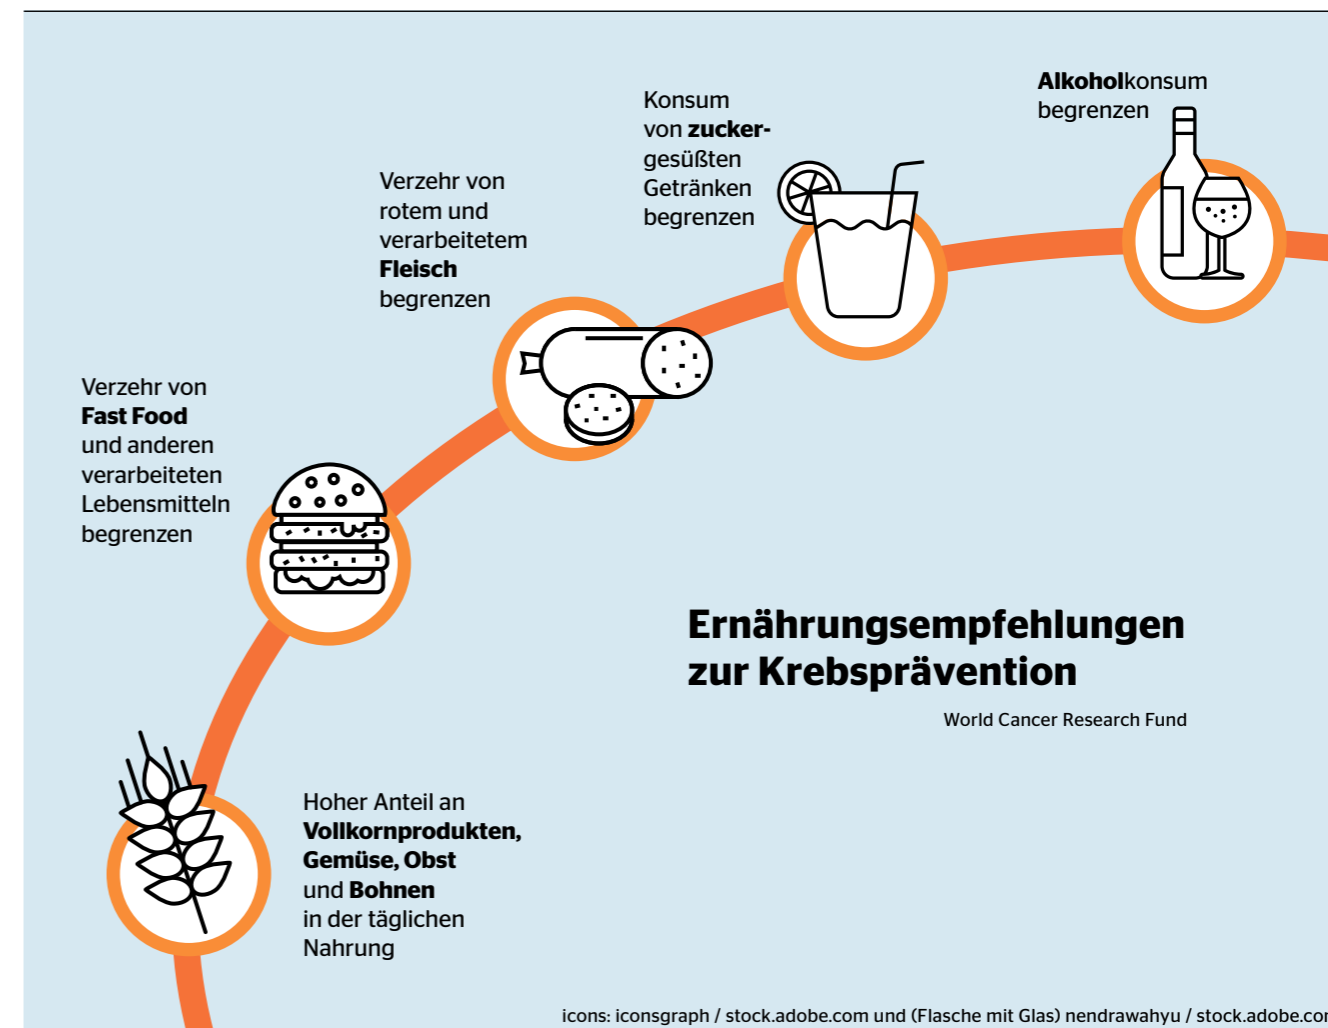 Alkoholkonsum
begrenzen
Konsum
von zucker-
gesüßten
Getränken
begrenzen
Verzehr von
rotem und
verarbeitetem
Fleisch
begrenzen
Verzehr von
Fast Food
und anderen
verarbeiteten
Lebensmitteln
begrenzen
Ernährungsempfehlungen
zur Krebsprävention
World Cancer Research Fund
Hoher Anteil an
Vollkornprodukten,
Gemüse, Obst
und Bohnen
in der täglichen
Nahrung
icons: iconsgraph / stock.adobe.com und (Flasche mit Glas) nendrawahyu / stock.adobe.cor